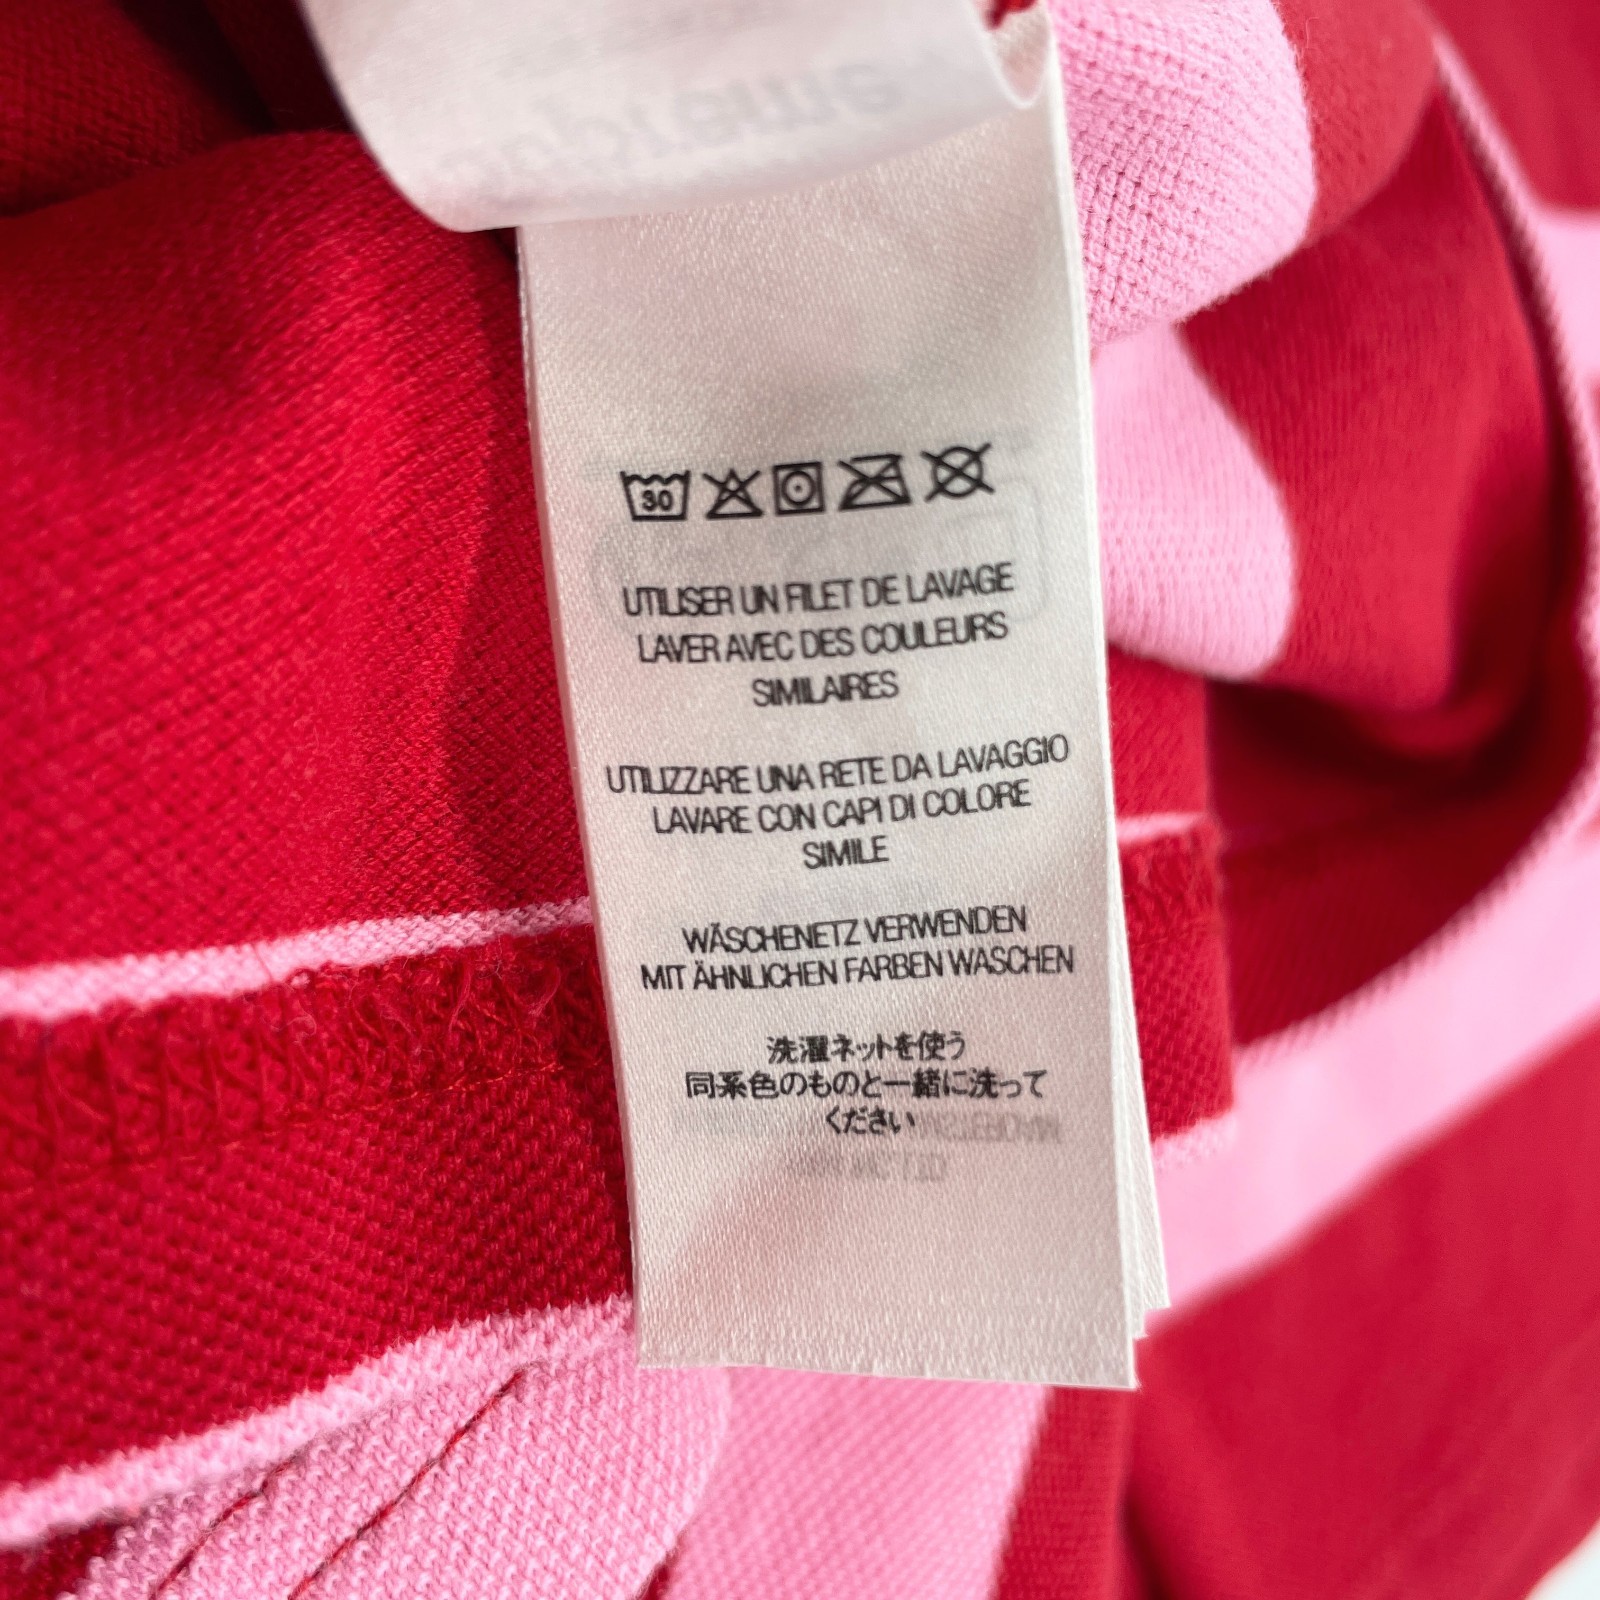 30
UTILISER UN FILET DE LAVAGE
LAVER AVEC DES COULEURS
SIMILAIRES
UTILIZZARE UNA RETE DA LAVAGGIO
LAVARE CON CAPI DI COLORE
SIMILE
WÄSCHENETZ VERWENDEN
MIT ÄHNLICHEN FARBEN WASCHEN
洗濯ネットを使う
同系色のものと一緒に洗って
ください